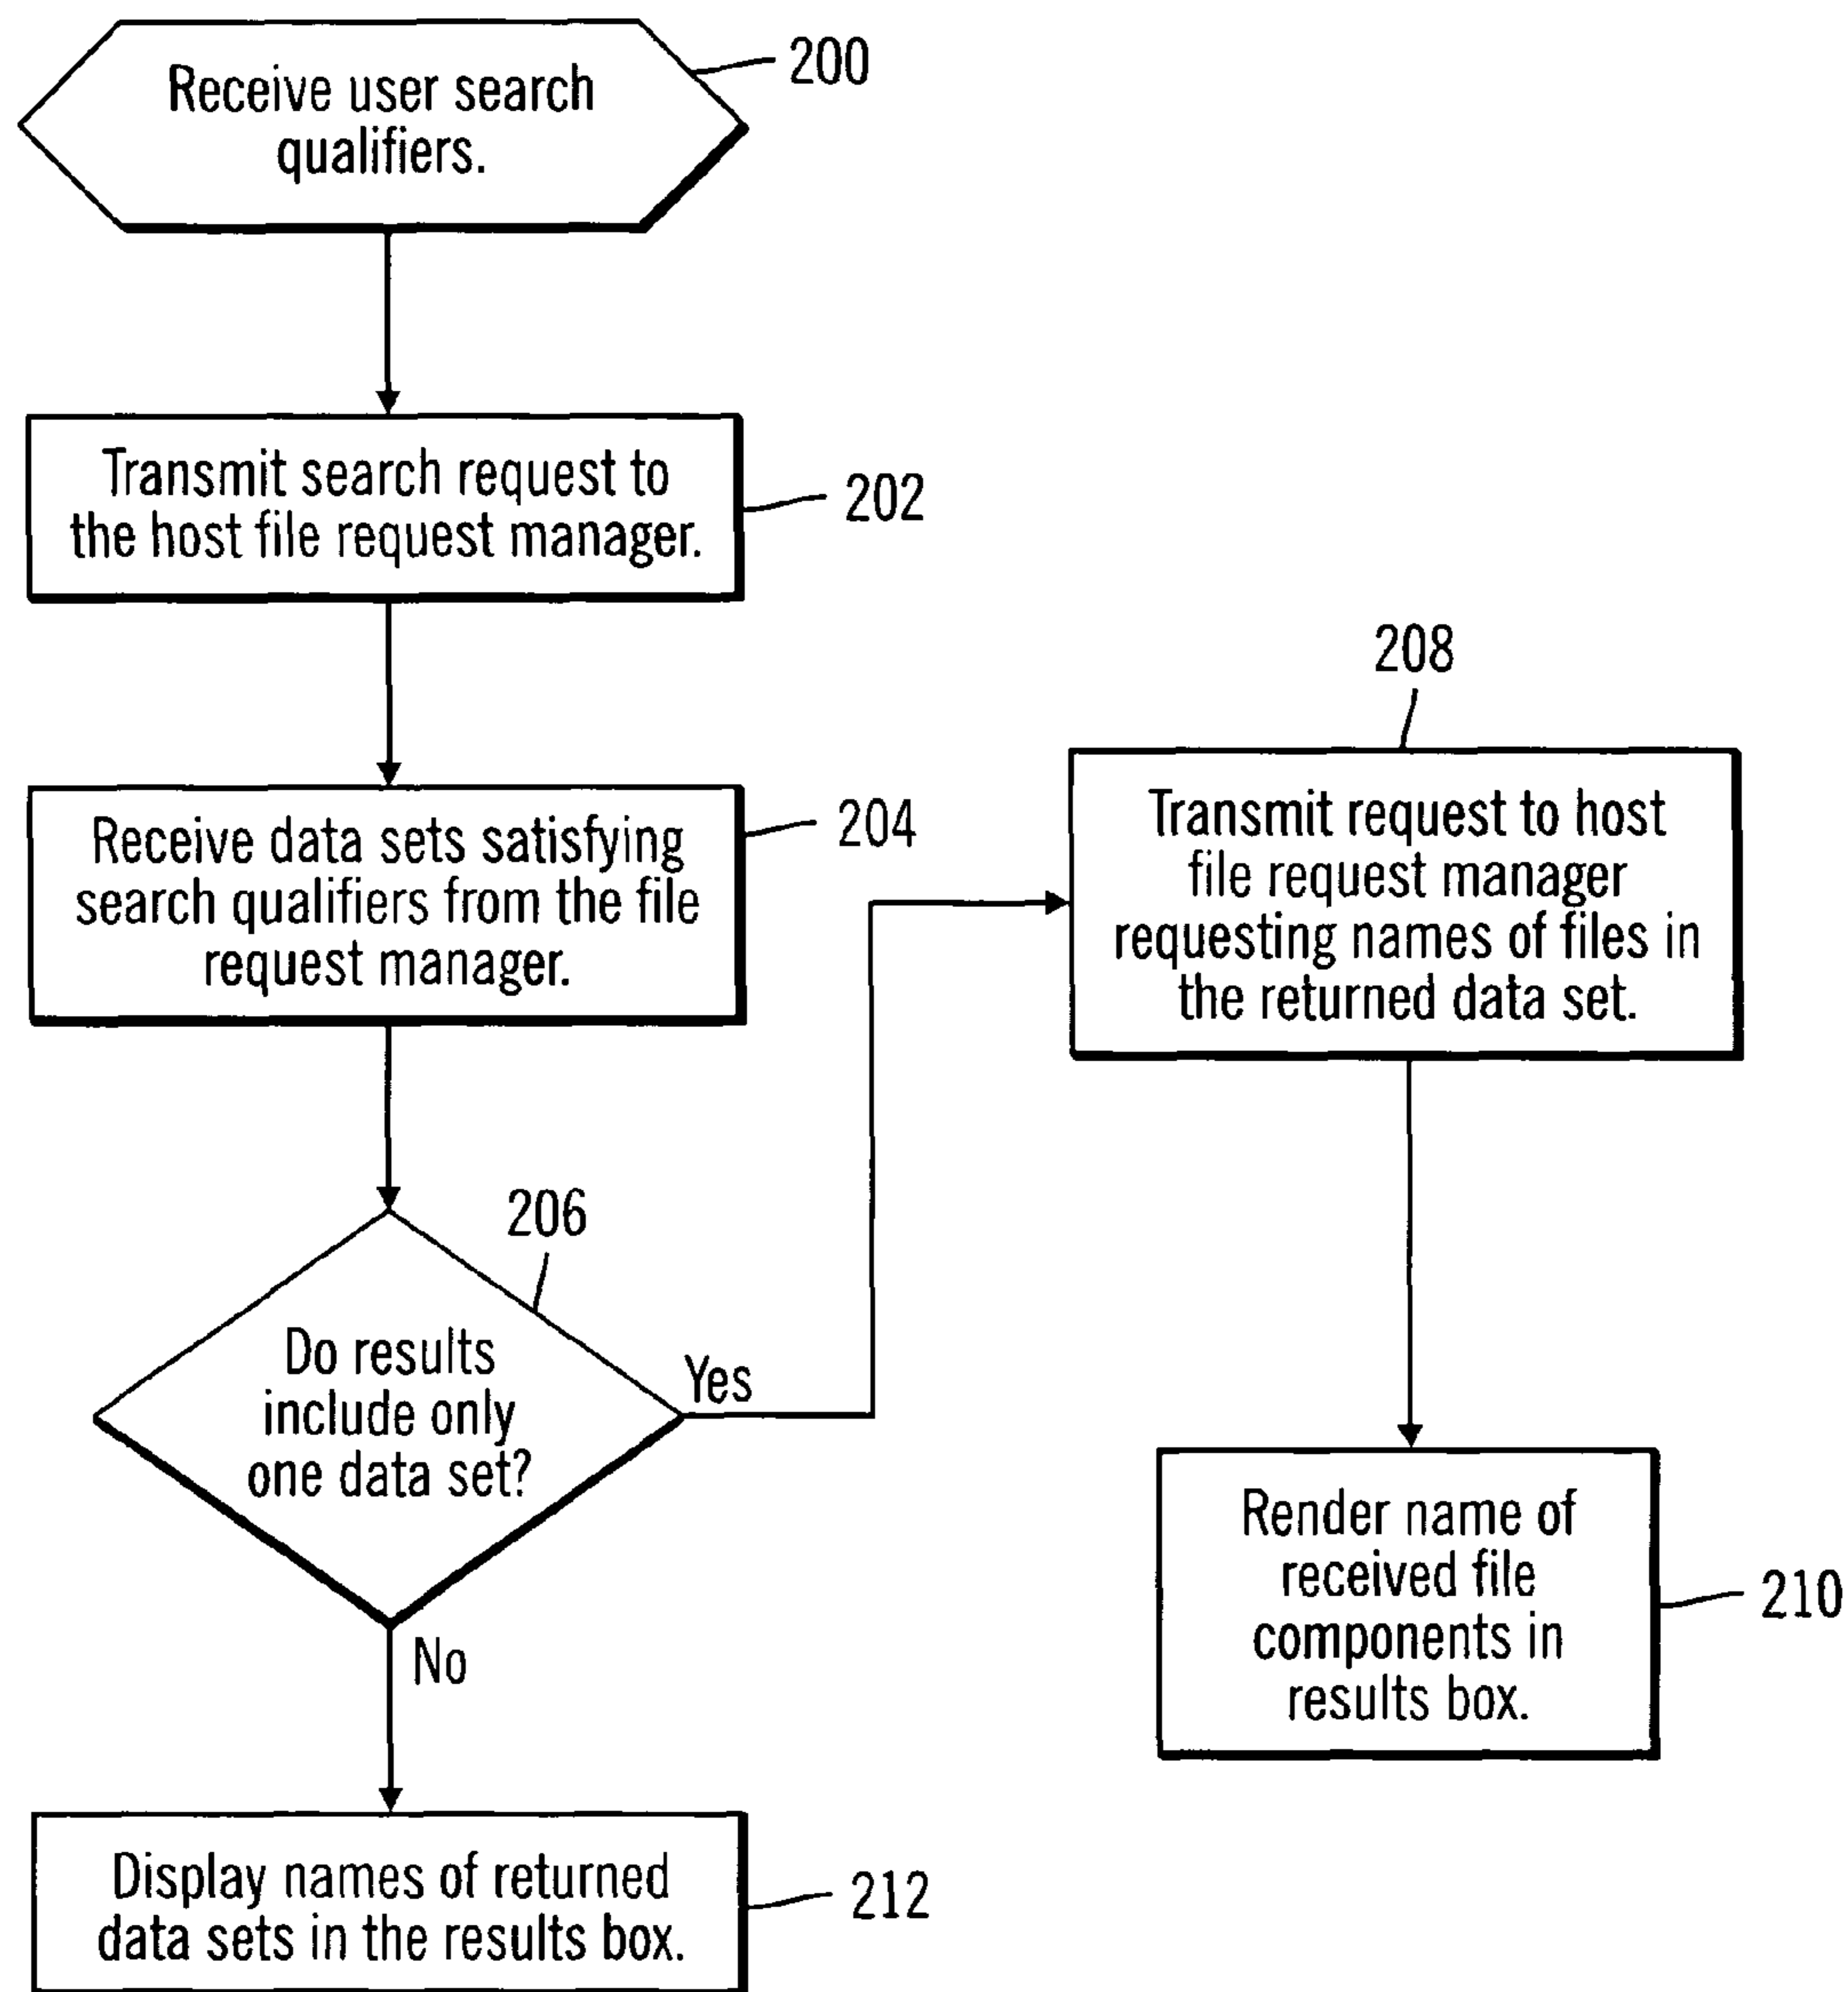 Receive user search
qualifiers.
200
Transmit search request to
the host file request manager.
202
Receive data sets satisfying
search qualifiers from the file
request manager.
204
Do results
include only
one data set?
206
Yes
No
208
Transmit request to host
file request manager
requesting names of files in
the returned data set.
Render name of
received file
components in
results box.
210
Display names of returned
data sets in the results box.
212